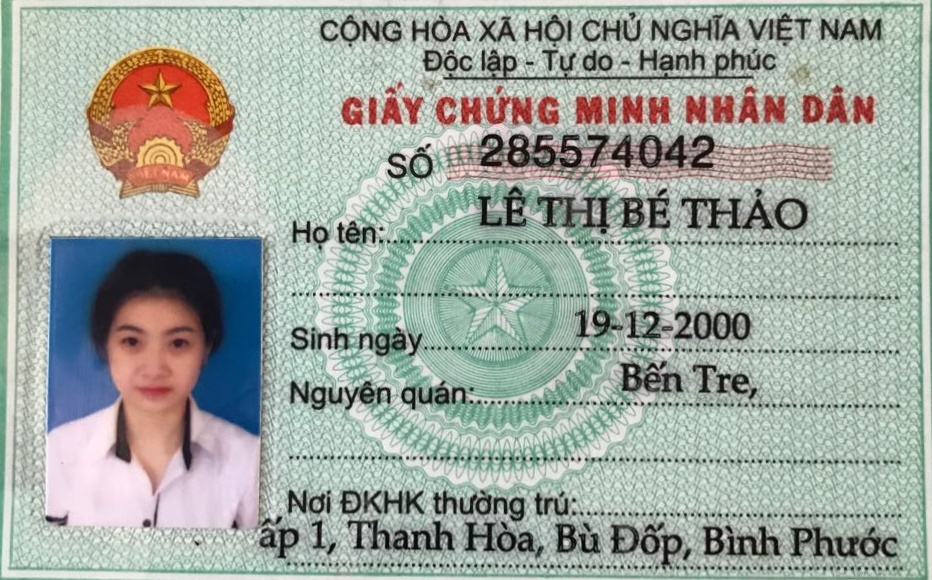 CỘNG HÒA XÃ HỘI CHỦ NGHĨA VIỆT NAM
Độc lập - Tự do - Hạnh phúc
GIẤY CHỨNG MINH NHÂN DÂN
SỐ 285574042
Họ tên: LÊ THỊ BÉ THẢO
Sinh ngày 19-12-2000
Nguyên quán: Bến Tre,
Nơi ĐKHK thường trú:
ấp 1, Thanh Hòa, Bù Đốp, Bình Phước
VIỆT NAM